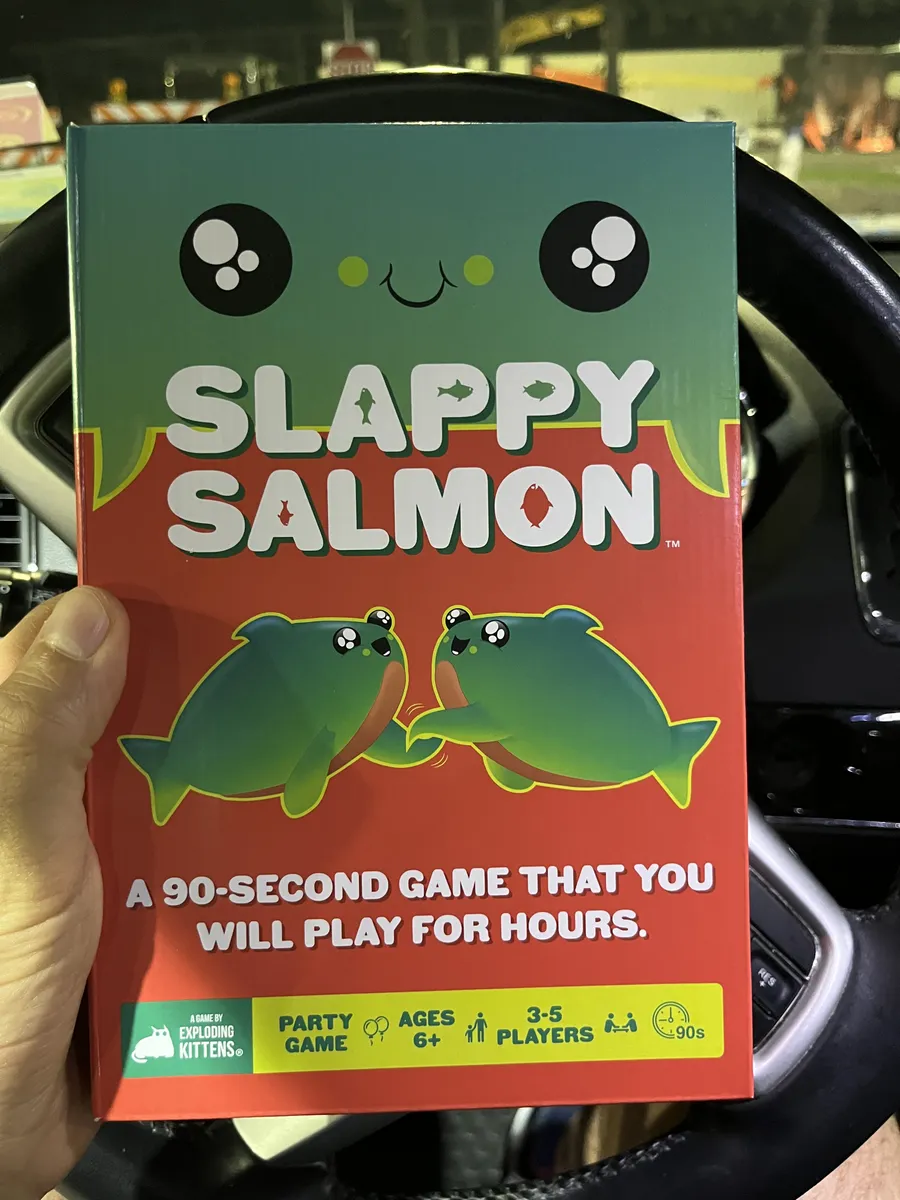 SLAPPY
SALMON
TM
A 90-SECOND GAME THAT YOU
WILL PLAY FOR HOURS.
A GAME BY
EXPLODING
KITTENS®
PARTY
GAME
AGES
6+
3-5
PLAYERS
90s
RES
+